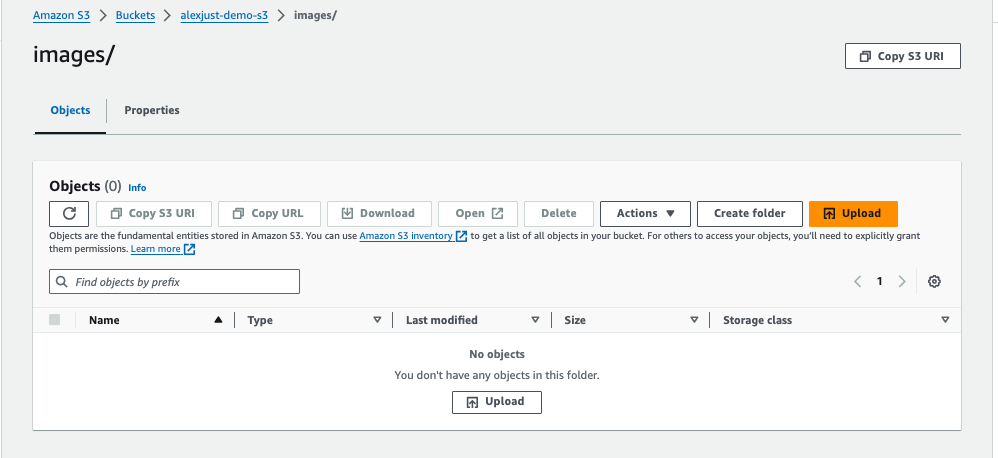 Amazon S3 > Buckets > alexjust-demo-s3 > images/
images/
Copy S3 URI
Objects Properties
Objects (0) Info
Copy S3 URI Copy URL Download Open Delete Actions Create folder Upload
Objects are the fundamental entities stored in Amazon S3. You can use Amazon S3 inventory to get a list of all objects in your bucket. For others to access your objects, you'll need to explicitly grant
them permissions. Learn more
Find objects by prefix
1
Name Type Last modified Size Storage class
No objects
You don't have any objects in this folder.
Upload